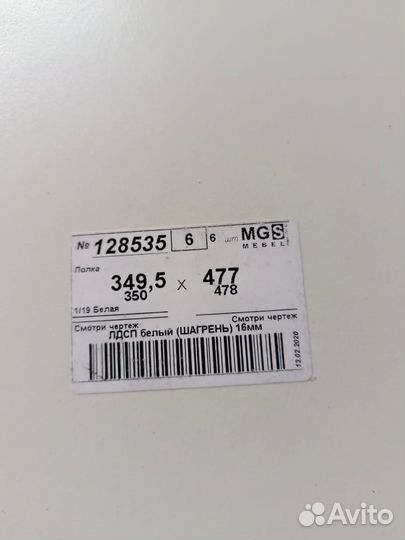 № 128535 6 6 шт MGS
MEBEL
Полка
349,5 x 477
350 478
1/19 Белая
Смотри чертеж Смотри чертеж
ЛДСП белый (ШАГРЕНЬ) 16мм
12.02.2020
Avito